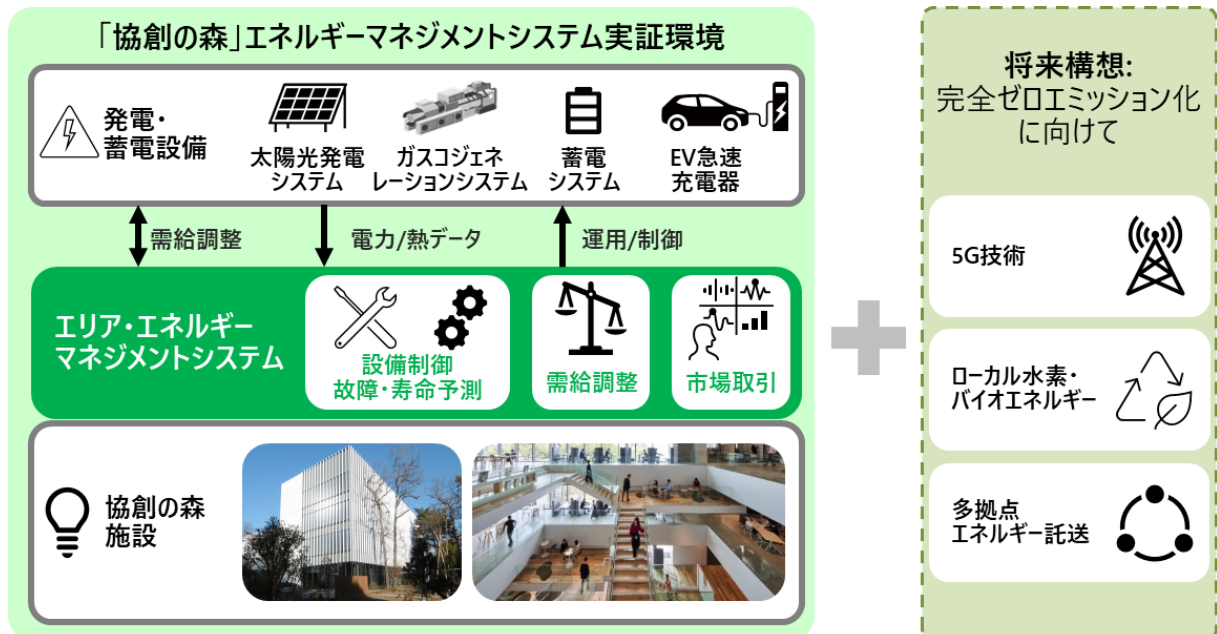 「協創の森」エネルギーマネジメントシステム実証環境
発電・
蓄電設備
太陽光発電
システム
ガスコジェネ
レーションシステム
蓄電
システム
EV急速
充電器
需給調整
電力/熱データ
運用/制御
エリア・エネルギー
マネジメントシステム
設備制御
故障・寿命予測
需給調整
市場取引
協創の森
施設
将来構想:
完全ゼロエミッション化
に向けて
5G技術
ローカル水素・
バイオエネルギー
多拠点
エネルギー託送